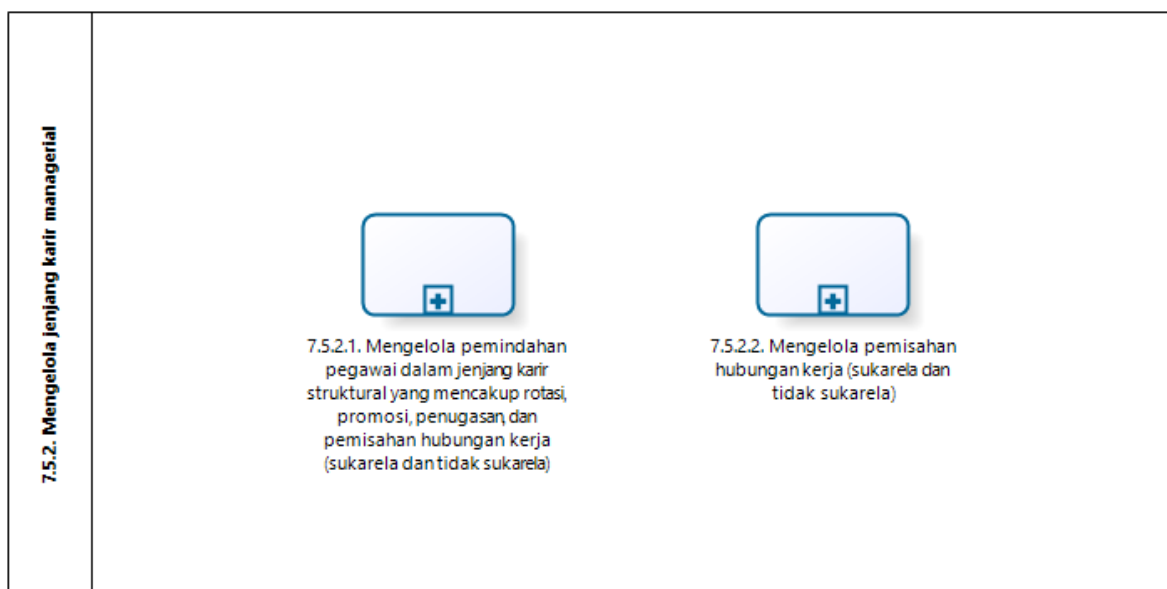 7.5.2. Mengelola jenjang karir managerial
7.5.2.1. Mengelola pemindahan
pegawai dalam jenjang karir
struktural yang mencakup rotasi,
promosi, penugasan, dan
pemisahan hubungan kerja
(sukarela dan tidak sukarela)
7.5.2.2. Mengelola pemisahan
hubungan kerja (sukarela dan
tidak sukarela)